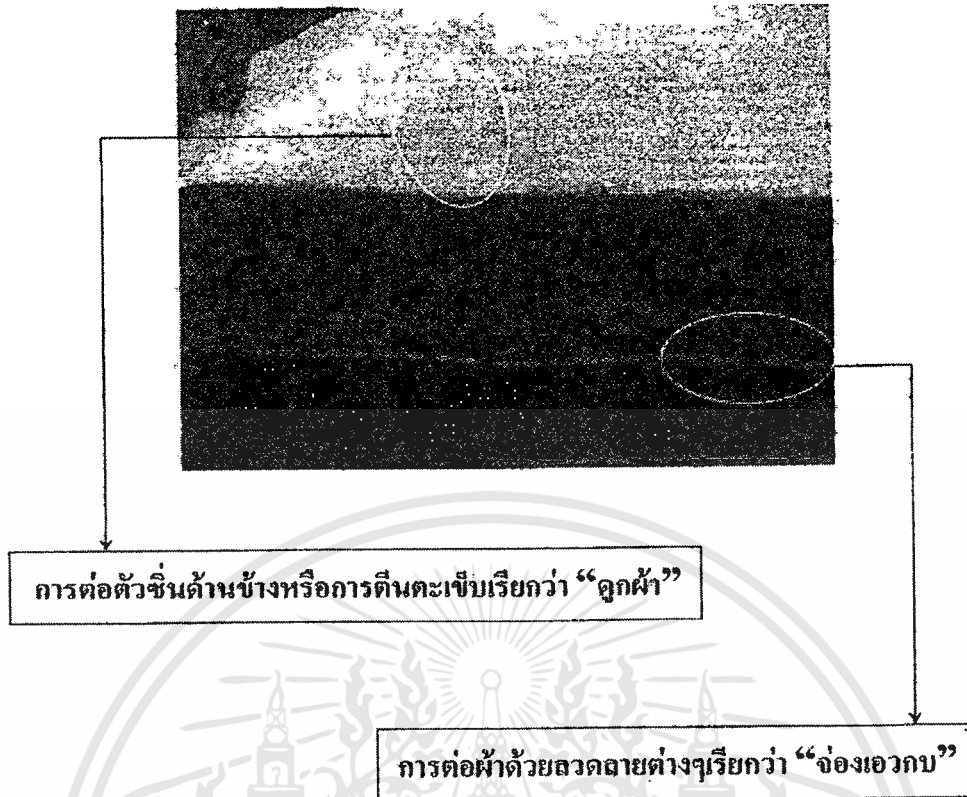 การต่อตัวซิ่นด้านข้างหรือการตีนตะเข็บเรียกว่า “ดูกผ้า”
การต่อผ้าด้วยลวดลายต่างๆเรียกว่า “จ่องเอวกบ”